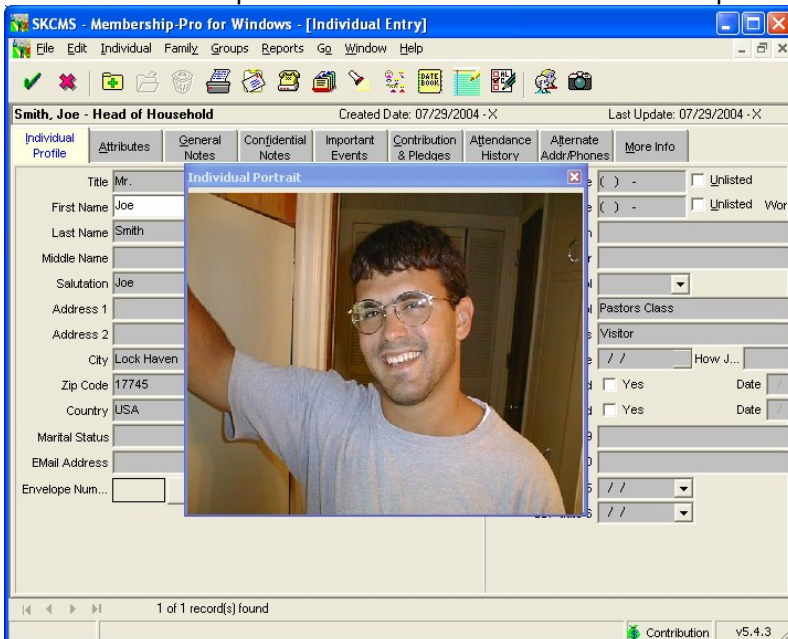 SKCMS - Membership-Pro for Windows - [Individual Entry]
File Edit Individual Family Groups Reports Go Window Help
DATE BOOK
Smith, Joe - Head of Household Created Date: 07/29/2004 - X Last Update: 07/29/2004 - X
Individual Profile Attributes General Notes Confidential Notes Important Events Contribution & Pledges Attendance History Alternate Addr/Phones More Info
Individual Portrait
Title Mr. ( ) - Unlisted
First Name Joe ( ) - Unlisted Wor
Last Name Smith
Middle Name
Salutation Joe
Address 1 Pastors Class
Address 2 Visitor
City Lock Haven / / How J...
Zip Code 17745 Yes Date /
Country USA Yes Date /
Marital Status
EMail Address
Envelope Num... / /
/ /
1 of 1 record(s) found
Contribution v5.4.3